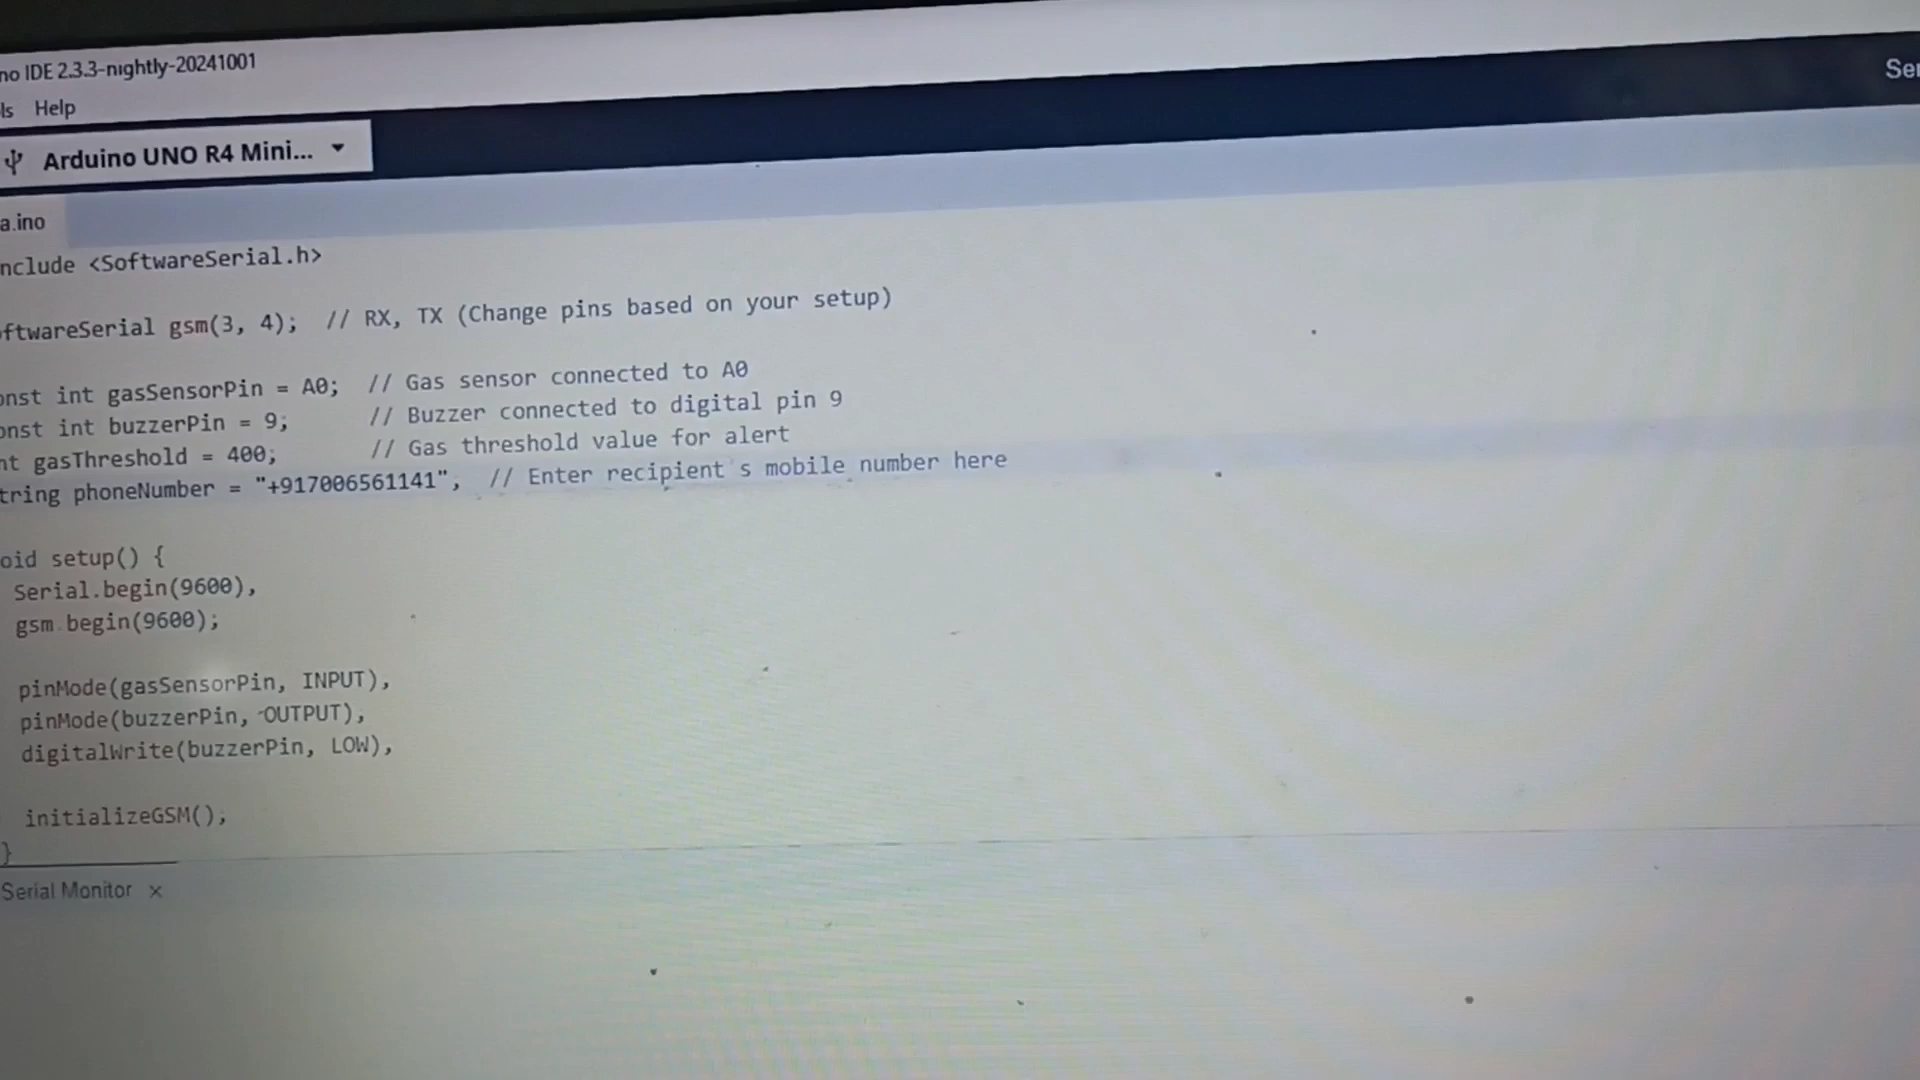 no IDE 2.3.3-nightly-20241001
ls Help
Ser
Arduino UNO R4 Mini...
a.ino
nclude <SoftwareSerial.h>
oftwareSerial gsm(3, 4); // RX, TX (Change pins based on your setup)
onst int gasSensorPin = A0; // Gas sensor connected to A0
onst int buzzerPin = 9; // Buzzer connected to digital pin 9
nt gasThreshold = 400; // Gas threshold value for alert
tring phoneNumber = "+917006561141", // Enter recipient s mobile number here
oid setup() {
Serial.begin(9600),
gsm begin(9600);
pinMode(gasSensorPin, INPUT),
pinMode(buzzerPin, OUTPUT),
digitalWrite(buzzerPin, LOW),
initializeGSM();
}
Serial Monitor ×